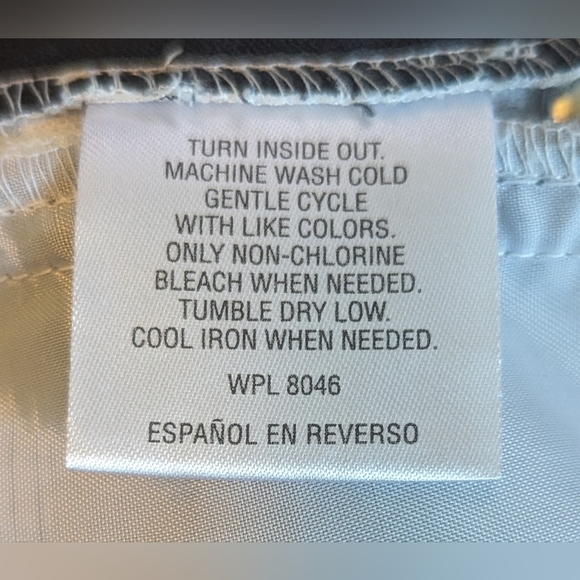 TURN INSIDE OUT.
MACHINE WASH COLD
GENTLE CYCLE
WITH LIKE COLORS.
ONLY NON-CHLORINE
BLEACH WHEN NEEDED.
TUMBLE DRY LOW.
COOL IRON WHEN NEEDED.
WPL 8046
ESPAÑOL EN REVERSO